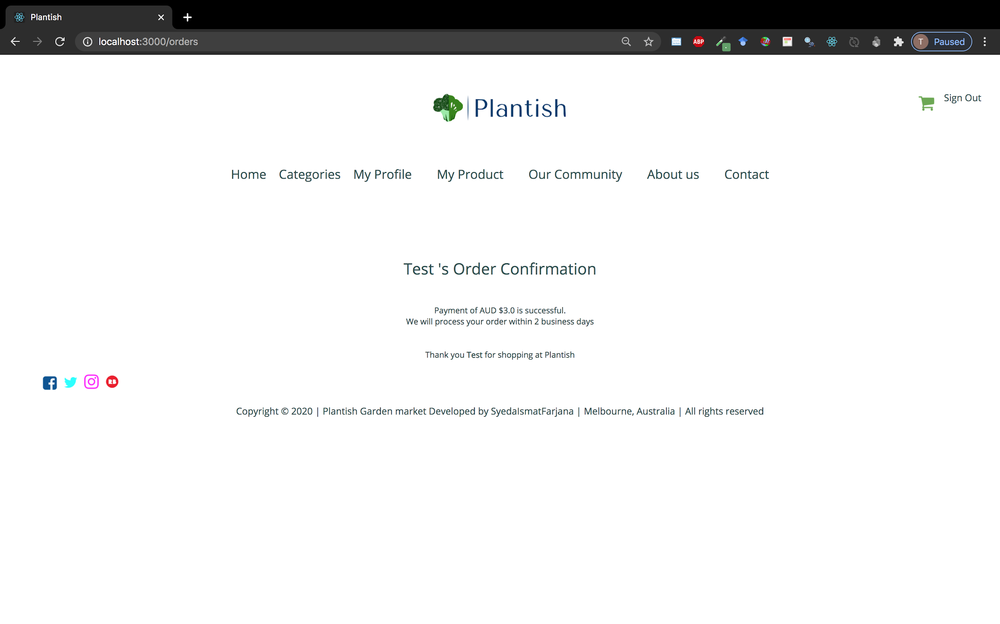 Plantish
localhost:3000/orders
ABP
T Paused
Plantish
Sign Out
Home Categories My Profile My Product Our Community About us Contact
Test 's Order Confirmation
Payment of AUD $3.0 is successful.
We will process your order within 2 business days
Thank you Test for shopping at Plantish
RB
Copyright © 2020 | Plantish Garden market Developed by SyedaIsmatFarjana | Melbourne, Australia | All rights reserved